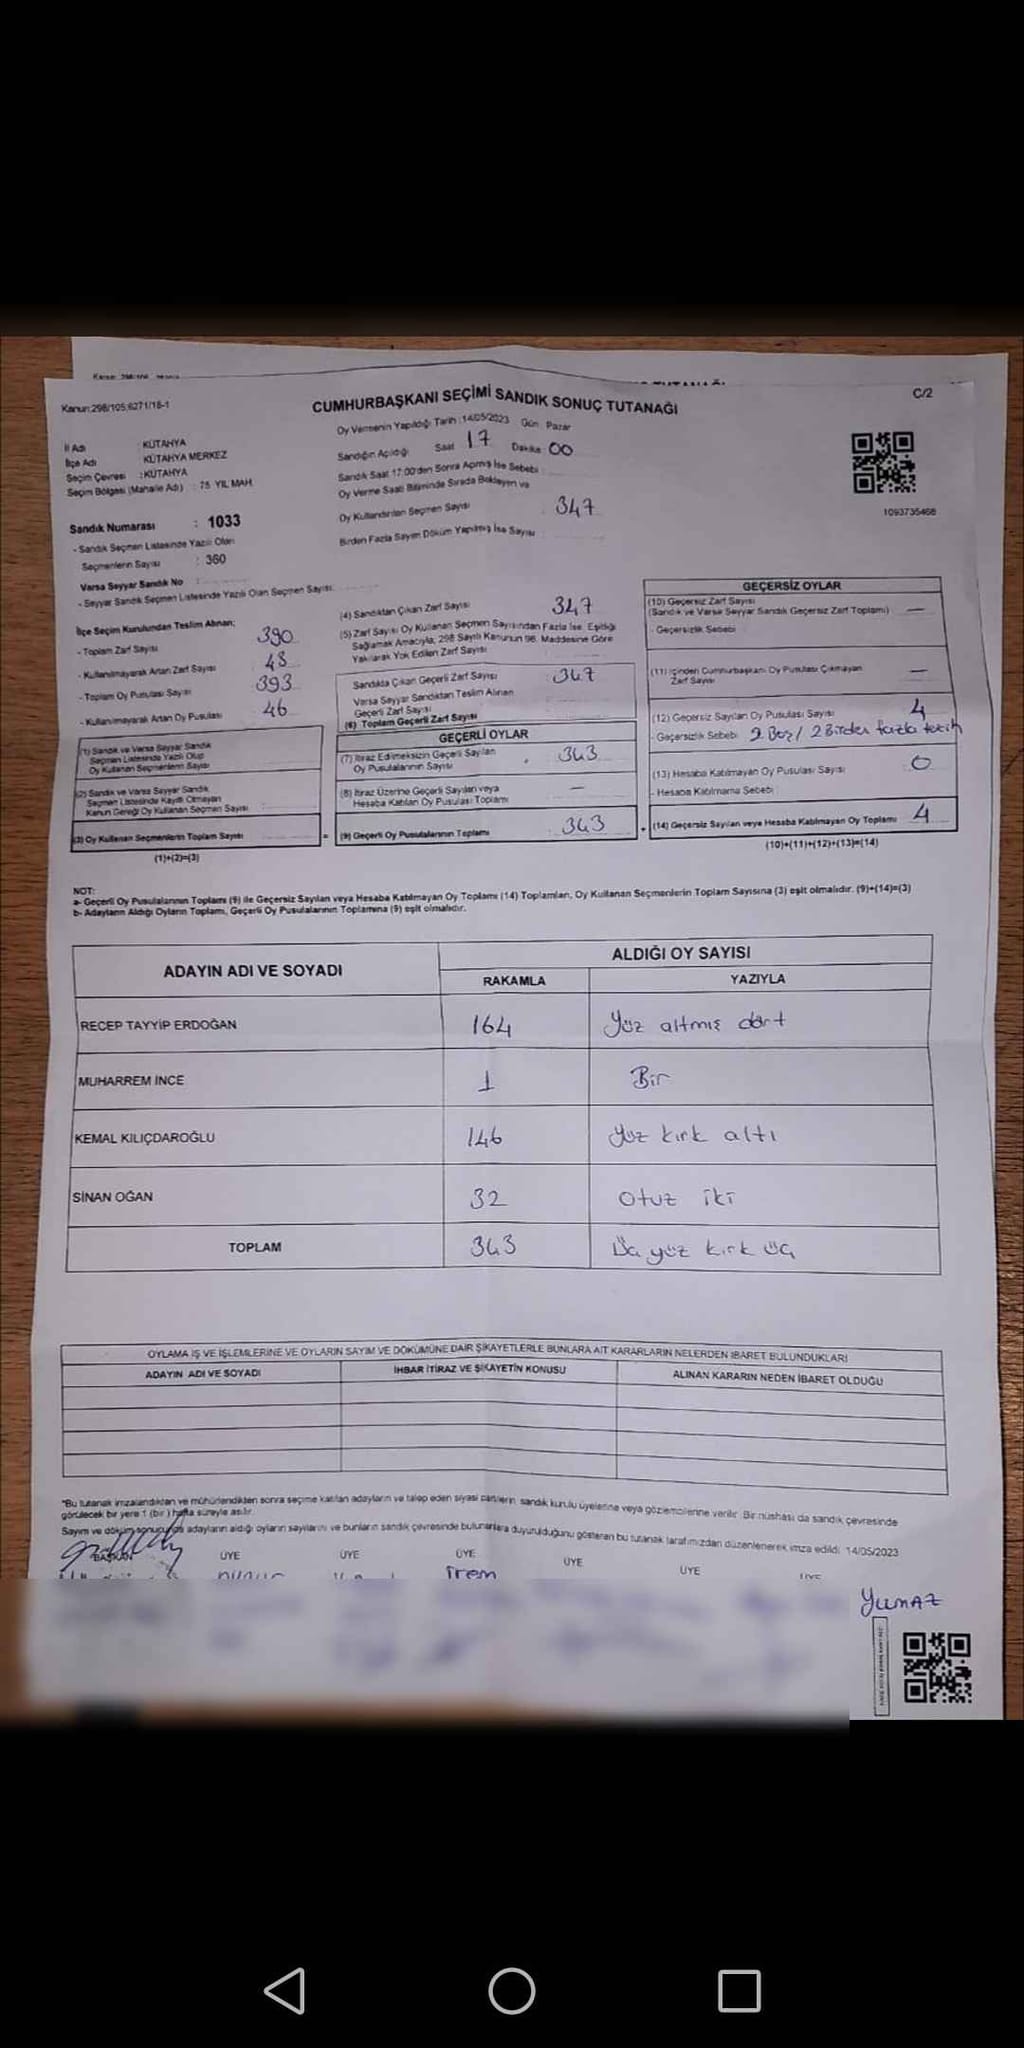 CUMHURBAŞKANI SEÇİMİ SANDIK SONUÇ TUTANAĞI
C/2
Kanun:298/105;6271/18-1
Oy Vermenin Yapıldığı Tarih :14/05/2023 Gün: Pazar
İl Adı : KÜTAHYA
İlçe Adı : KÜTAHYA MERKEZ
Seçim Çevresi : KÜTAHYA
Seçim Bölgesi (Mahalle Adı) : 75 YIL MAH.
Sandığın Açıldığı Saat 17 Dakika 00
Sandık Saat 17:00'den Sonra Açılmış İse Sebebi :
Oy Verme Saati Bitiminde Sırada Bekleyen ve
Oy Kullandırılan Seçmen Sayısı : 347
Birden Fazla Sayım Döküm Yapılmış İse Sayısı :
1093735468
Sandık Numarası : 1033
- Sandık Seçmen Listesinde Yazılı Olan
Seçmenlerin Sayısı : 360
Varsa Seyyar Sandık No :
- Seyyar Sandık Seçmen Listesinde Yazılı Olan Seçmen Sayısı:
İlçe Seçim Kurulundan Teslim Alınan;
- Toplam Zarf Sayısı : 390
- Kullanılmayarak Artan Zarf Sayısı : 43
- Toplam Oy Pusulası Sayısı : 393
- Kullanılmayarak Artan Oy Pusulası : 46
(1) Sandık ve Varsa Seyyar Sandık
Seçmen Listesinde Yazılı Olup
Oy Kullanan Seçmenlerin Sayısı
(2) Sandık ve Varsa Seyyar Sandık
Seçmen Listesinde Kayıtlı Olmayan
Kanun Gereği Oy Kullanan Seçmen Sayısı
(3) Oy Kullanan Seçmenlerin Toplam Sayısı
(1)+(2)=(3)
(4) Sandıktan Çıkan Zarf Sayısı : 347
(5) Zarf Sayısı Oy Kullanan Seçmen Sayısından Fazla İse, Eşitliği
Sağlamak Amacıyla, 298 Sayılı Kanunun 98. Maddesine Göre
Yakılarak Yok Edilen Zarf Sayısı :
Sandıkta Çıkan Geçerli Zarf Sayısı : 347
Varsa Seyyar Sandıktan Teslim Alınan
Geçerli Zarf Sayısı :
(6) Toplam Geçerli Zarf Sayısı
GEÇERLİ OYLAR
(7) İtiraz Edilmeksizin Geçerli Sayılan
Oy Pusulalarının Sayısı : 343
(8) İtiraz Üzerine Geçerli Sayılan veya
Hesaba Katılan Oy Pusulası Toplamı : —
= (9) Geçerli Oy Pusulalarının Toplamı : 343
GEÇERSİZ OYLAR
(10) Geçersiz Zarf Sayısı
(Sandık ve Varsa Seyyar Sandık Geçersiz Zarf Toplamı) : —
- Geçersizlik Sebebi :
(11) İçinden Cumhurbaşkanı Oy Pusulası Çıkmayan
Zarf Sayısı : —
(12) Geçersiz Sayılan Oy Pusulası Sayısı : 4
- Geçersizlik Sebebi : 2 Boş / 2 Birden fazla tercih
(13) Hesaba Katılmayan Oy Pusulası Sayısı : 0
- Hesaba Katılmama Sebebi :
+ (14) Geçersiz Sayılan veya Hesaba Katılmayan Oy Toplamı : 4
(10)+(11)+(12)+(13)=(14)
NOT:
a- Geçerli Oy Pusulalarının Toplamı (9) ile Geçersiz Sayılan veya Hesaba Katılmayan Oy Toplamı (14) Toplamları, Oy Kullanan Seçmenlerin Toplam Sayısına (3) eşit olmalıdır. (9)+(14)=(3)
b- Adayların Aldığı Oyların Toplamı, Geçerli Oy Pusulalarının Toplamına (9) eşit olmalıdır.
ADAYIN ADI VE SOYADI ALDIĞI OY SAYISI
RAKAMLA YAZIYLA
RECEP TAYYİP ERDOĞAN 164 Yüz altmış dört
MUHARREM İNCE 1 Bir
KEMAL KILIÇDAROĞLU 146 Yüz kırk altı
SİNAN OĞAN 32 Otuz iki
TOPLAM 343 Üç yüz kırk üç
OYLAMA İŞ VE İŞLEMLERİNE VE OYLARIN SAYIM VE DÖKÜMÜNE DAİR ŞİKAYETLERLE BUNLARA AİT KARARLARIN NELERDEN İBARET BULUNDUKLARI
ADAYIN ADI VE SOYADI İHBAR İTİRAZ VE ŞİKAYETİN KONUSU ALINAN KARARIN NEDEN İBARET OLDUĞU
*Bu tutanak imzalandıktan ve mühürlendikten sonra seçime katılan adayların ve talep eden siyasi partilerin sandık kurulu üyelerine veya gözlemcilerine verilir. Bir nüshası da sandık çevresinde
görülecek bir yere 1 (bir) hafta süreyle asılır.
Sayım ve döküm sonucunda adayların aldığı oyların sayılarını ve bunların sandık çevresinde bulunanlara duyurulduğunu gösteren bu tutanak tarafımızdan düzenlenerek imza edildi. 14/05/2023
BAŞKAN ÜYE ÜYE ÜYE ÜYE ÜYE ÜYE
İrem
YILMAZ